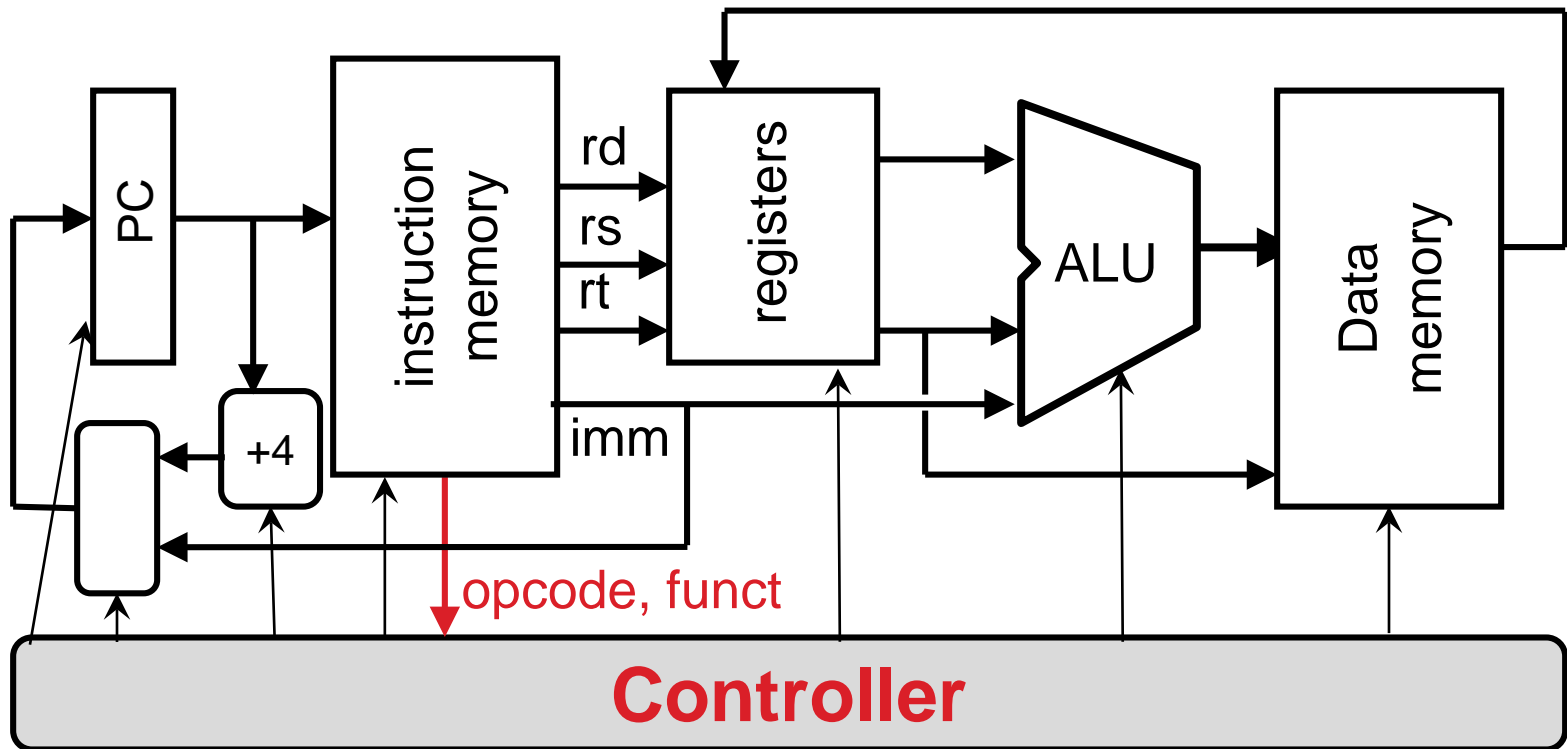 PC
+4
instruction
memory
rd
rs
rt
imm
registers
ALU
Data
memory
opcode, funct
Controller